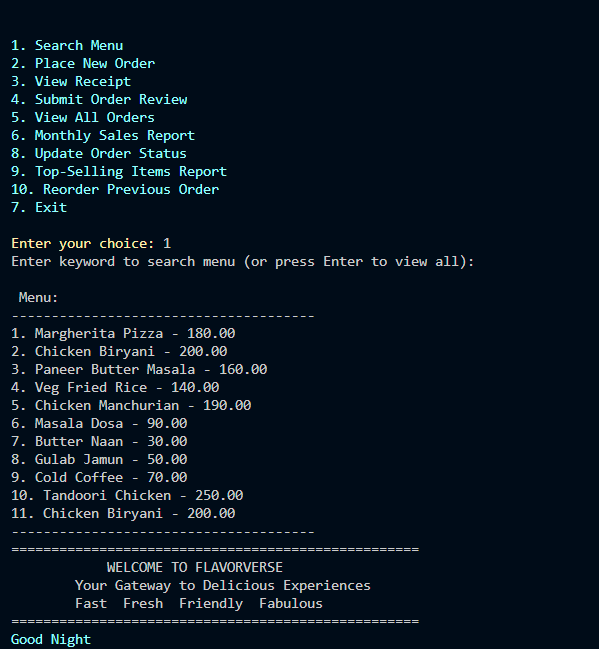 1. Search Menu
2. Place New Order
3. View Receipt
4. Submit Order Review
5. View All Orders
6. Monthly Sales Report
8. Update Order Status
9. Top-Selling Items Report
10. Reorder Previous Order
7. Exit
Enter your choice: 1
Enter keyword to search menu (or press Enter to view all):
Menu:
--------------------------------------
1. Margherita Pizza - 180.00
2. Chicken Biryani - 200.00
3. Paneer Butter Masala - 160.00
4. Veg Fried Rice - 140.00
5. Chicken Manchurian - 190.00
6. Masala Dosa - 90.00
7. Butter Naan - 30.00
8. Gulab Jamun - 50.00
9. Cold Coffee - 70.00
10. Tandoori Chicken - 250.00
11. Chicken Biryani - 200.00
--------------------------------------
===================================================
WELCOME TO FLAVORVERSE
Your Gateway to Delicious Experiences
Fast  Fresh  Friendly  Fabulous
===================================================
Good Night